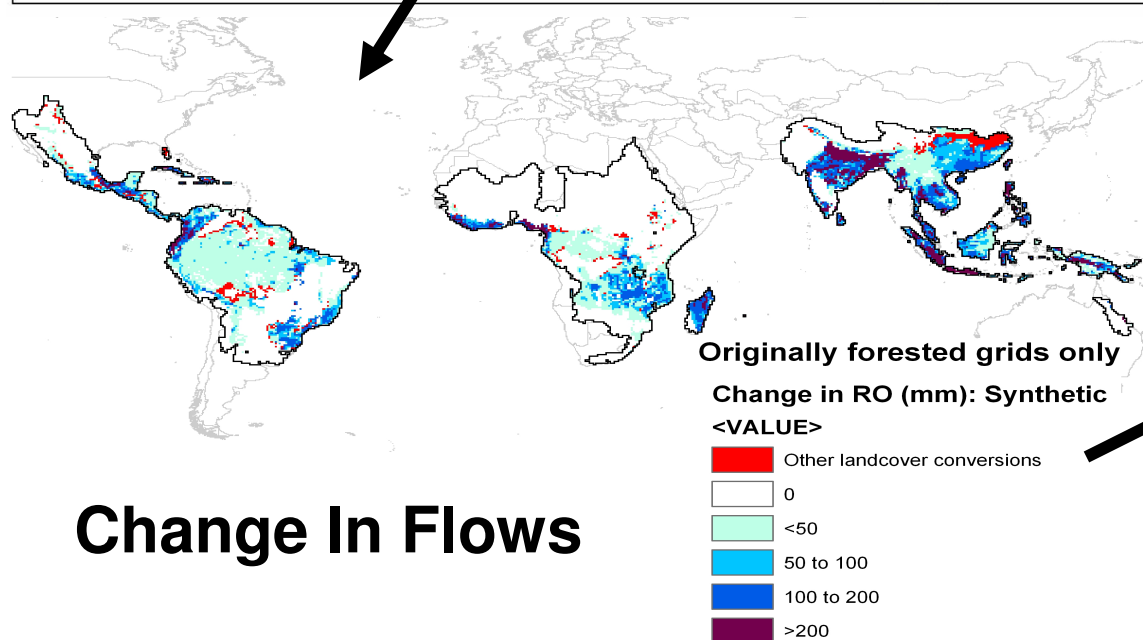 Originally forested grids only
Change in RO (mm): Synthetic
<VALUE>
Other landcover conversions
0
<50
50 to 100
100 to 200
>200
Change In Flows